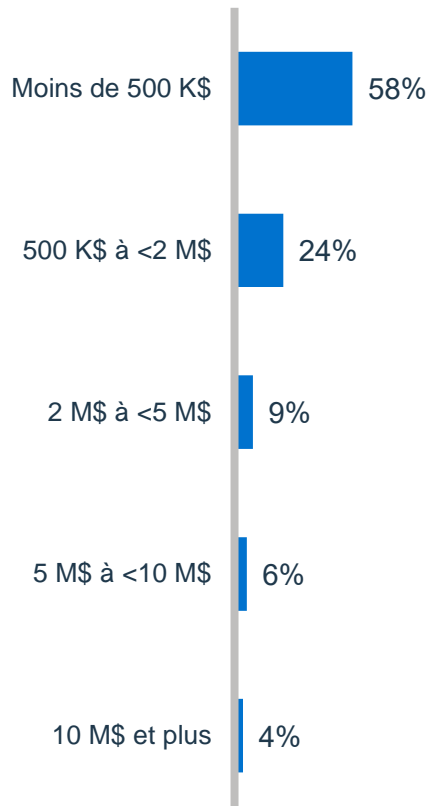 Moins de 500 K$ 58%
500 K$ à <2 M$ 24%
2 M$ à <5 M$ 9%
5 M$ à <10 M$ 6%
10 M$ et plus 4%